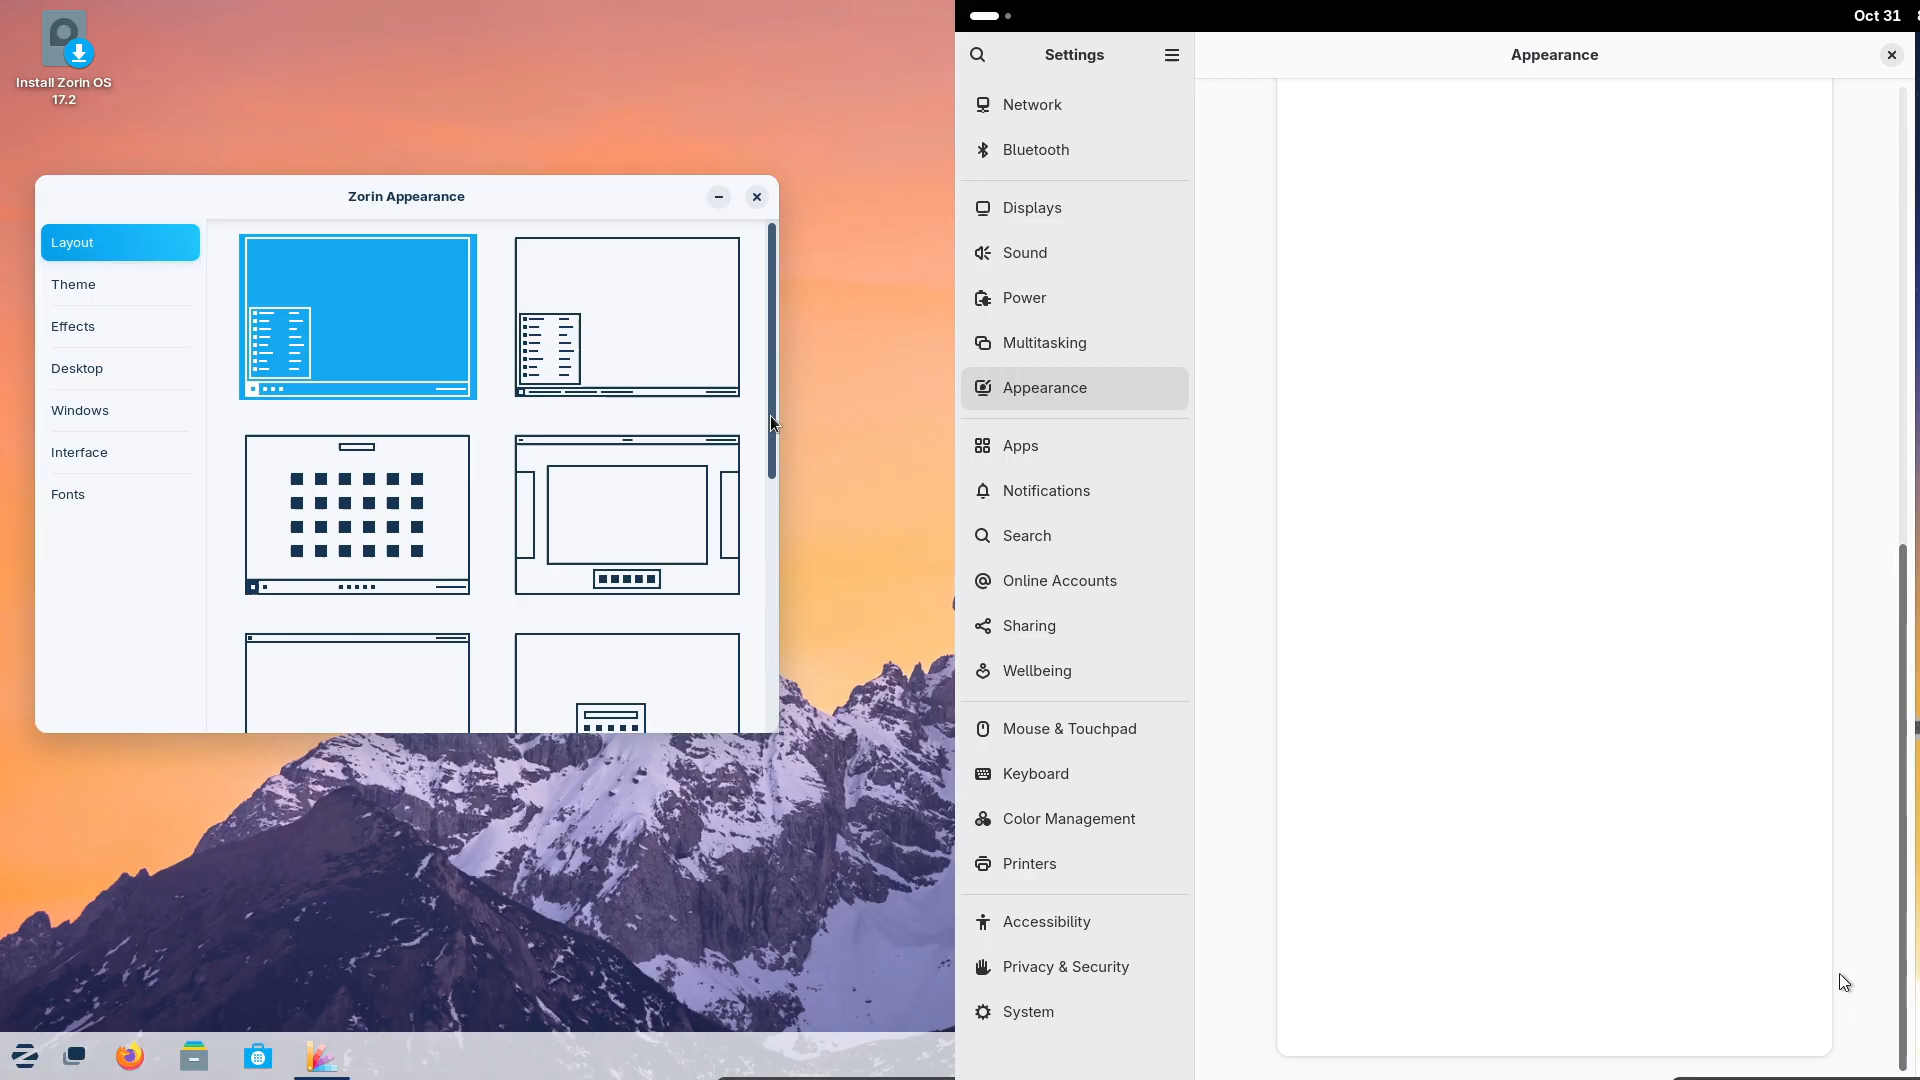 Install Zorin OS
17.2
Zorin Appearance
Layout
Theme
Effects
Desktop
Windows
Interface
Fonts
Oct 31
Settings
Appearance
Network
Bluetooth
Displays
Sound
Power
Multitasking
Appearance
Apps
Notifications
Search
Online Accounts
Sharing
Wellbeing
Mouse & Touchpad
Keyboard
Color Management
Printers
Accessibility
Privacy & Security
System